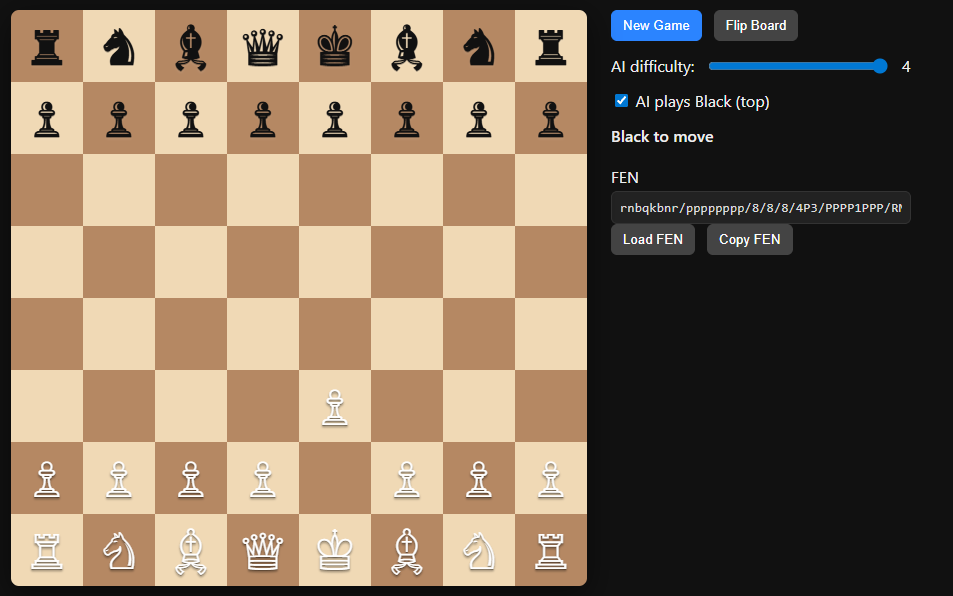 New Game
Flip Board
AI difficulty: 4
AI plays Black (top)
Black to move
FEN
rnbqkbnr/pppppppp/8/8/8/4P3/PPPP1PPP/RN
Load FEN
Copy FEN